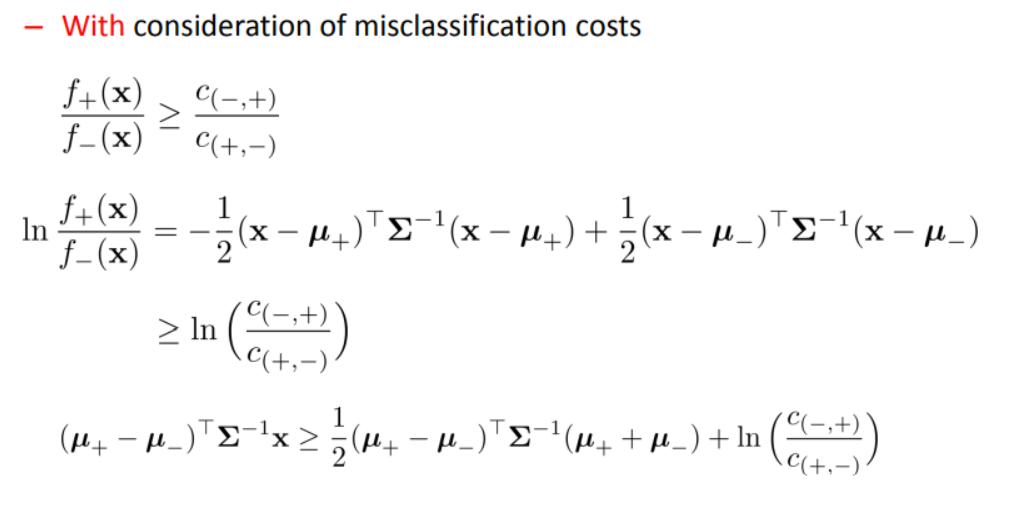 – With consideration of misclassification costs
\frac{f_+(\mathbf{x})}{f_-(\mathbf{x})} \geq \frac{c_{(-,+)}}{c_{(+,-)}}
\ln \frac{f_+(\mathbf{x})}{f_-(\mathbf{x})} = -\frac{1}{2}(\mathbf{x} - \boldsymbol{\mu}_+)^\top \boldsymbol{\Sigma}^{-1}(\mathbf{x} - \boldsymbol{\mu}_+) + \frac{1}{2}(\mathbf{x} - \boldsymbol{\mu}_-)^\top \boldsymbol{\Sigma}^{-1}(\mathbf{x} - \boldsymbol{\mu}_-)
\geq \ln \left( \frac{c_{(-,+)}}{c_{(+,-)}} \right)
(\boldsymbol{\mu}_+ - \boldsymbol{\mu}_-)^\top \boldsymbol{\Sigma}^{-1}\mathbf{x} \geq \frac{1}{2}(\boldsymbol{\mu}_+ - \boldsymbol{\mu}_-)^\top \boldsymbol{\Sigma}^{-1}(\boldsymbol{\mu}_+ + \boldsymbol{\mu}_-) + \ln \left( \frac{c_{(-,+)}}{c_{(+,-)}} \right)